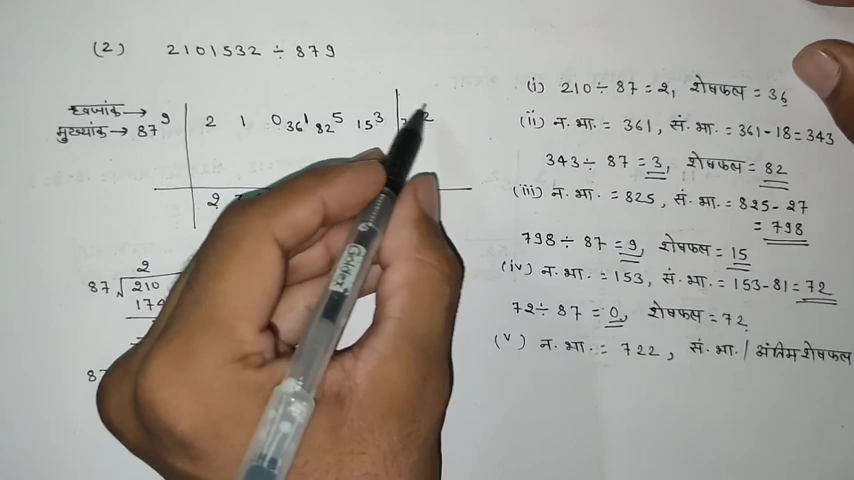 (2) 2101532 ÷ 879
ध्वजांक → 9
मुख्यांक → 87
2 1 0 36 1 82 5 15 3 2
2
2
87 √210
174
87
(i) 210 ÷ 87 = 2, शेषफल = 36
(ii) न. भा. = 361, सं. भा. = 361 - 18 = 343
343 ÷ 87 = 3, शेषफल = 82
(iii) न. भा. = 825, सं. भा. = 825 - 27
= 798
798 ÷ 87 = 9, शेषफल = 15
(iv) न. भा. = 153, सं. भा. = 153 - 81 = 72
72 ÷ 87 = 0, शेषफल = 72
(v) न. भा. = 722, सं. भा. / अंतिम शेषफल
Goldex